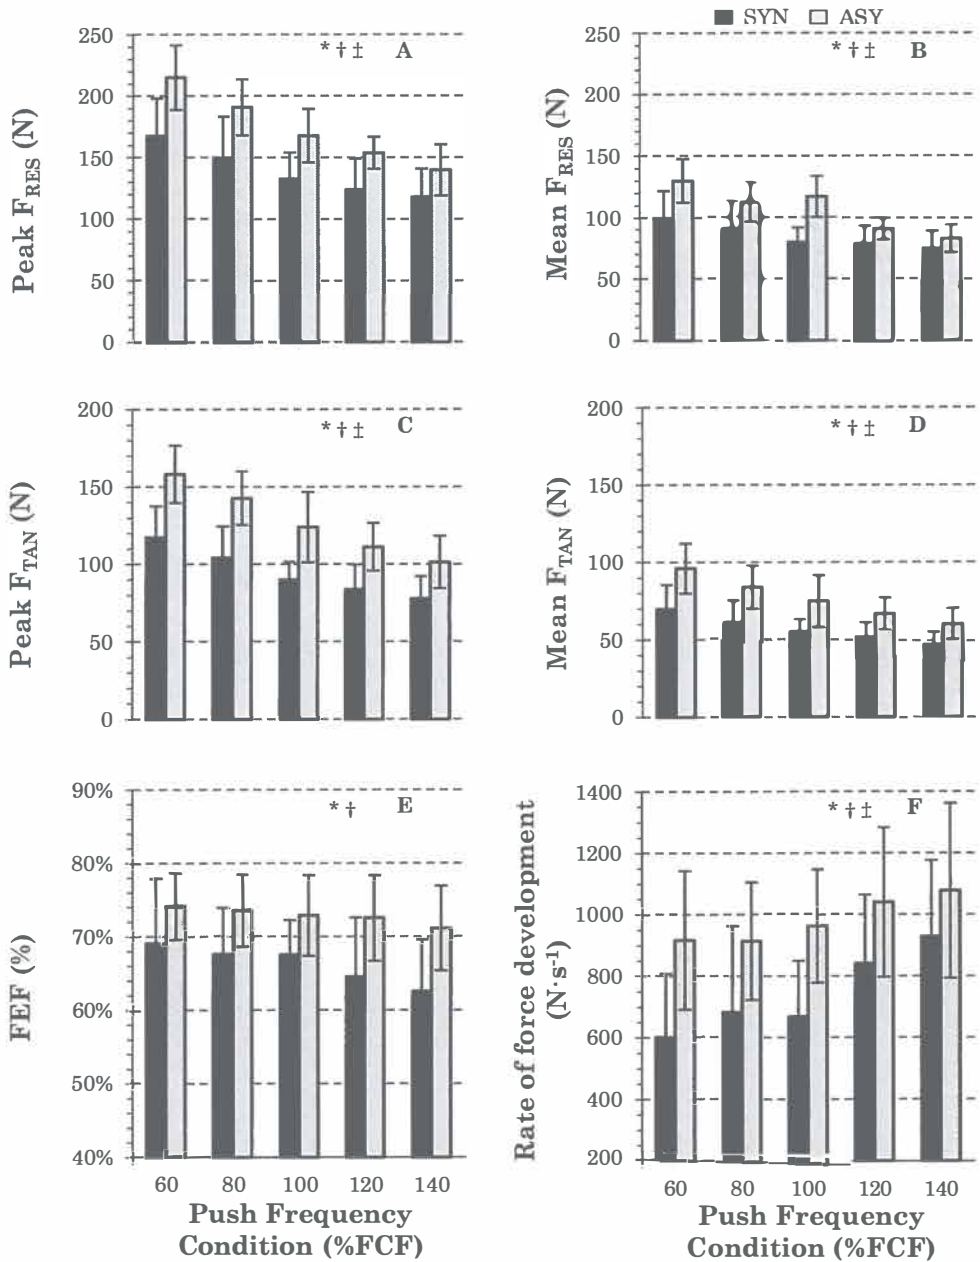 SYN ASY
250
200
150
100
50
0
Peak F_RES (N)
* † ‡ A
250
200
150
100
50
0
Mean F_RES (N)
* † ‡ B
200
150
100
50
0
Peak F_TAN (N)
* † ‡ C
200
150
100
50
0
Mean F_TAN (N)
* † ‡ D
90%
80%
70%
60%
50%
40%
FEF (%)
* † E
60 80 100 120 140
Push Frequency
Condition (%FCF)
1400
1200
1000
800
600
400
200
Rate of force development
(N·s⁻¹)
* † ‡ F
60 80 100 120 140
Push Frequency
Condition (%FCF)